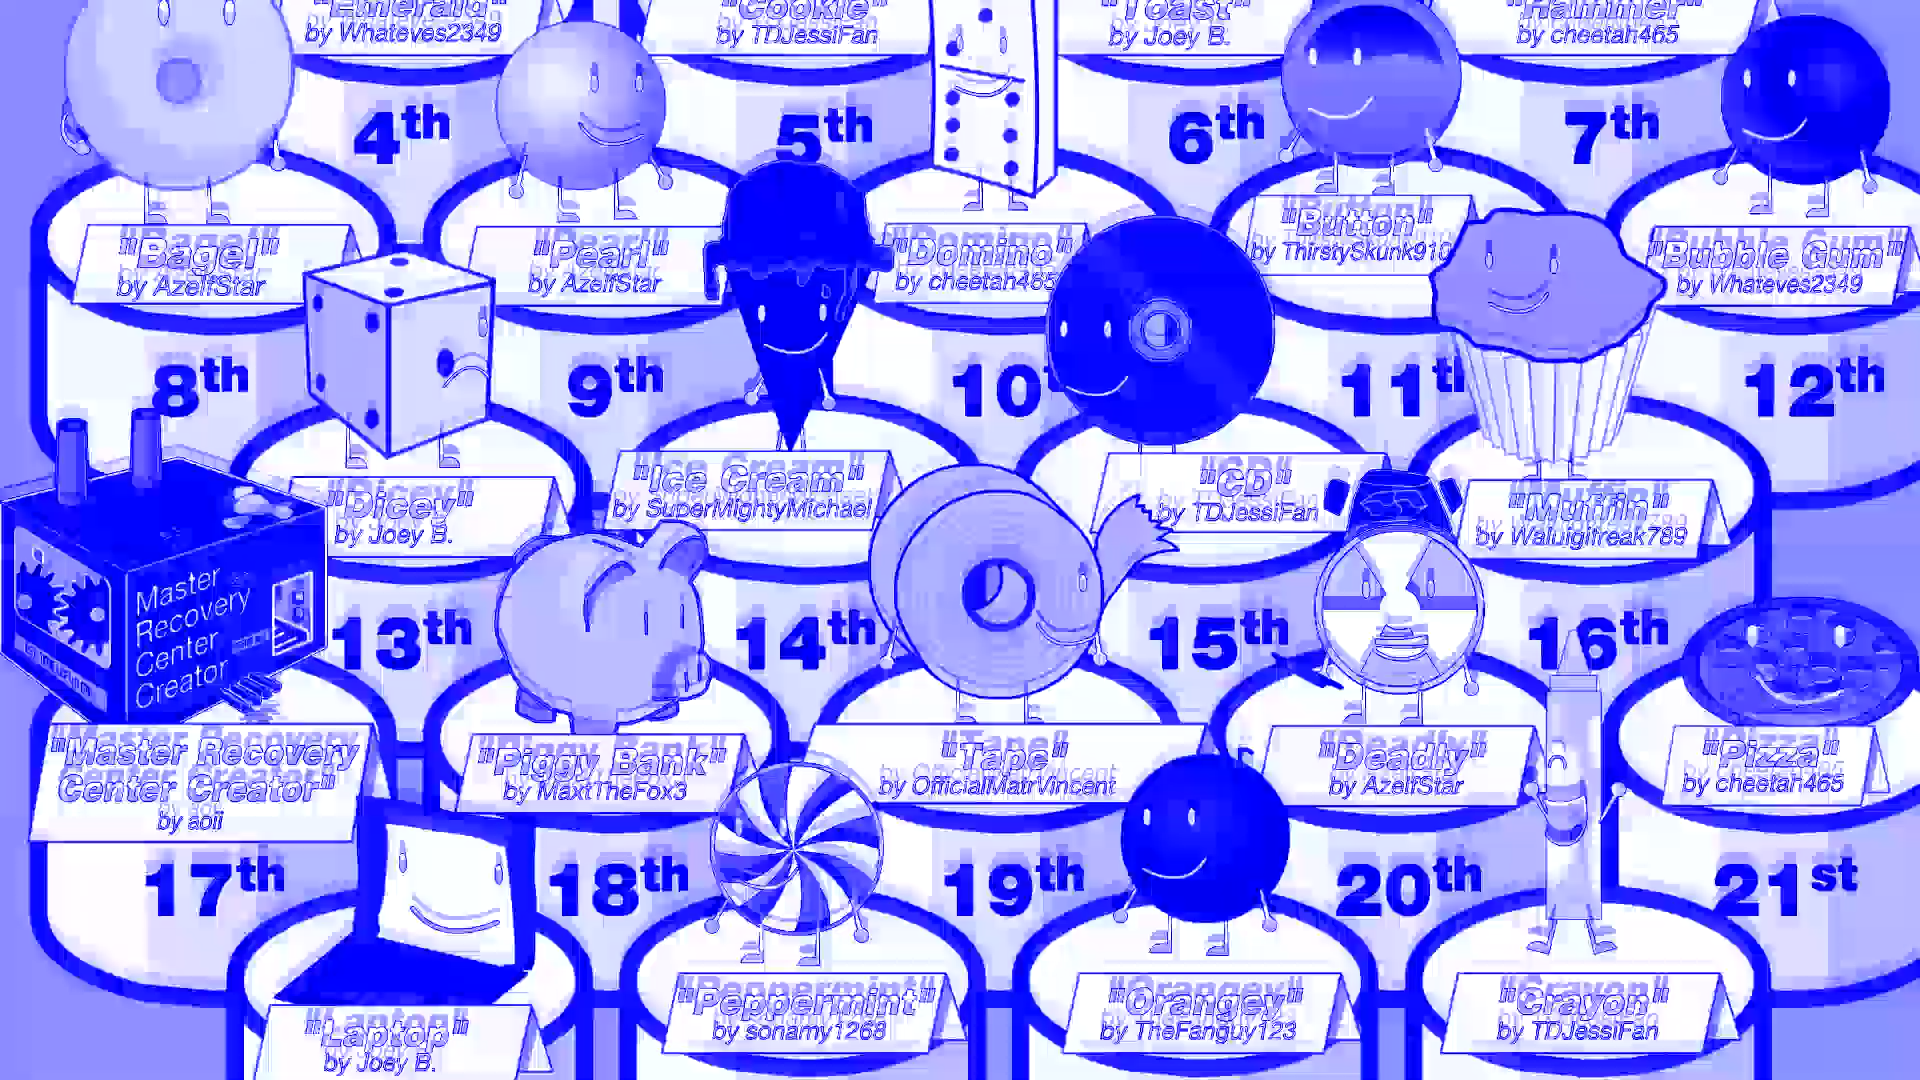 "Emerald"
by Whateves2349
"Cookie"
by TDJessiFan
"Toast"
by Joey B.
"Hammer"
by cheetah465
4th
5th
6th
7th
"Bagel"
by AzelfStar
"Pearl"
by AzelfStar
"Domino"
by cheetah465
"Button"
by ThirstySkunk910
"Bubble Gum"
by Whateves2349
8th
9th
10
11t
12th
"Dicey"
by Joey B.
"Ice Cream"
by SuperMightyMichael
"CD"
by TDJessiFan
"Muffin"
by Waluigifreak789
Master
Recovery
Center
Creator
13th
14th
15th
16th
"Master Recovery
Center Creator"
by aoii
"Piggy Bank"
by MaxtTheFox3
"Tape"
by OfficialMatrVincent
"Deadly"
by AzelfStar
"Pizza"
by cheetah465
17th
18th
19th
20th
21st
"Laptop"
by Joey B.
"Peppermint"
by sonamy1268
"Orangey"
by TheFanguy123
"Crayon"
by TDJessiFan